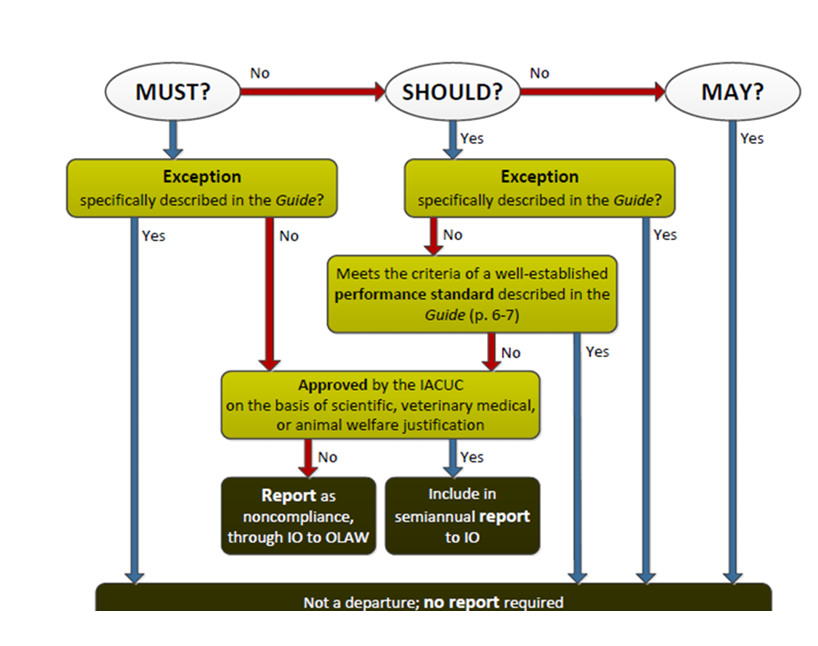 No
No
MUST?
SHOULD?
MAY?
Yes
Yes
Exception
specifically described in the Guide?
Exception
specifically described in the Guide?
Yes
No
No
Yes
Meets the criteria of a well-established
performance standard described in the
Guide (p. 6-7)
No
Yes
Approved by the IACUC
on the basis of scientific, veterinary medical,
or animal welfare justification
No
Yes
Report as
noncompliance,
through IO to OLAW
Include in
semiannual report
to IO
Not a departure; no report required